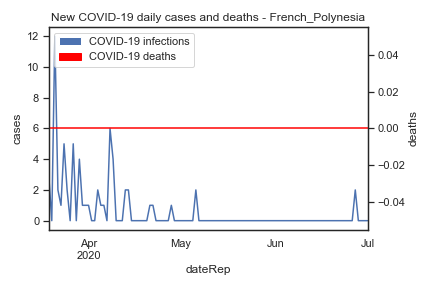 New COVID-19 daily cases and deaths - French_Polynesia
COVID-19 infections
COVID-19 deaths
12
10
8
6
4
2
0
cases
0.04
0.02
0.00
−0.02
−0.04
deaths
Apr
2020
May
Jun
Jul
dateRep